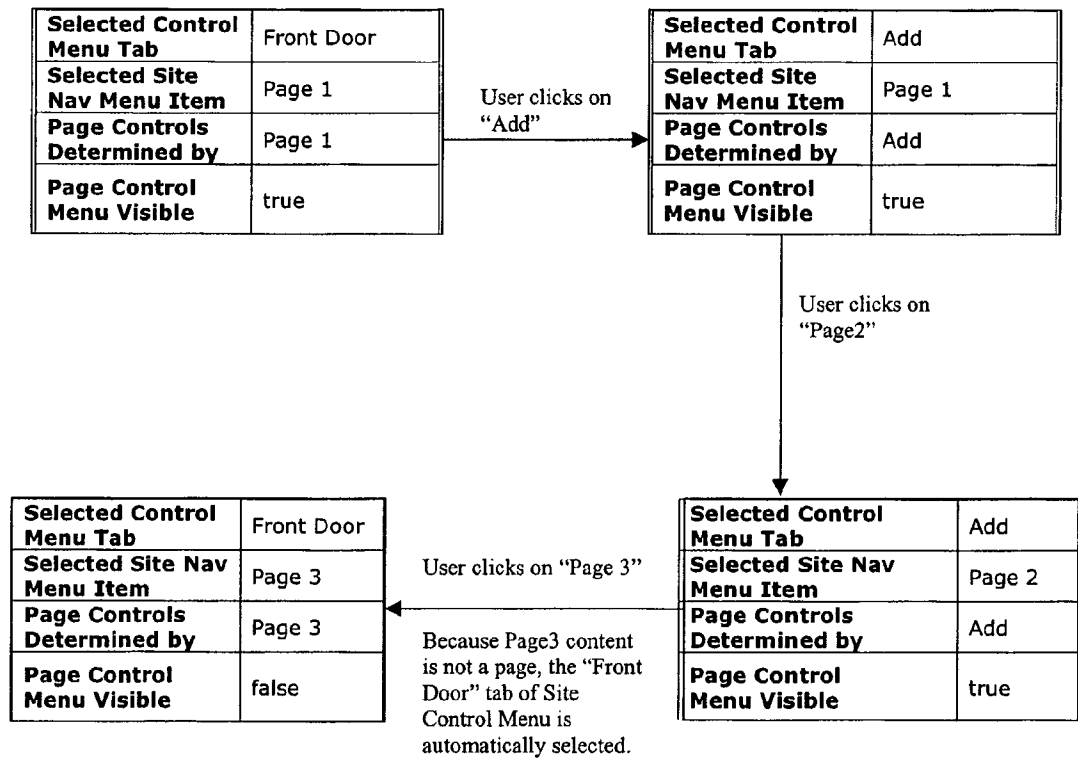 Selected Control
Menu Tab
Front Door
Selected Site
Nav Menu Item
Page 1
Page Controls
Determined by
Page 1
Page Control
Menu Visible
true
User clicks on
“Add”
Selected Control
Menu Tab
Add
Selected Site
Nav Menu Item
Page 1
Page Controls
Determined by
Add
Page Control
Menu Visible
true
User clicks on
“Page2”
Selected Control
Menu Tab
Add
Selected Site Nav
Menu Item
Page 2
Page Controls
Determined by
Add
Page Control
Menu Visible
true
User clicks on “Page 3”
Because Page3 content
is not a page, the “Front
Door” tab of Site
Control Menu is
automatically selected.
Selected Control
Menu Tab
Front Door
Selected Site Nav
Menu Item
Page 3
Page Controls
Determined by
Page 3
Page Control
Menu Visible
false